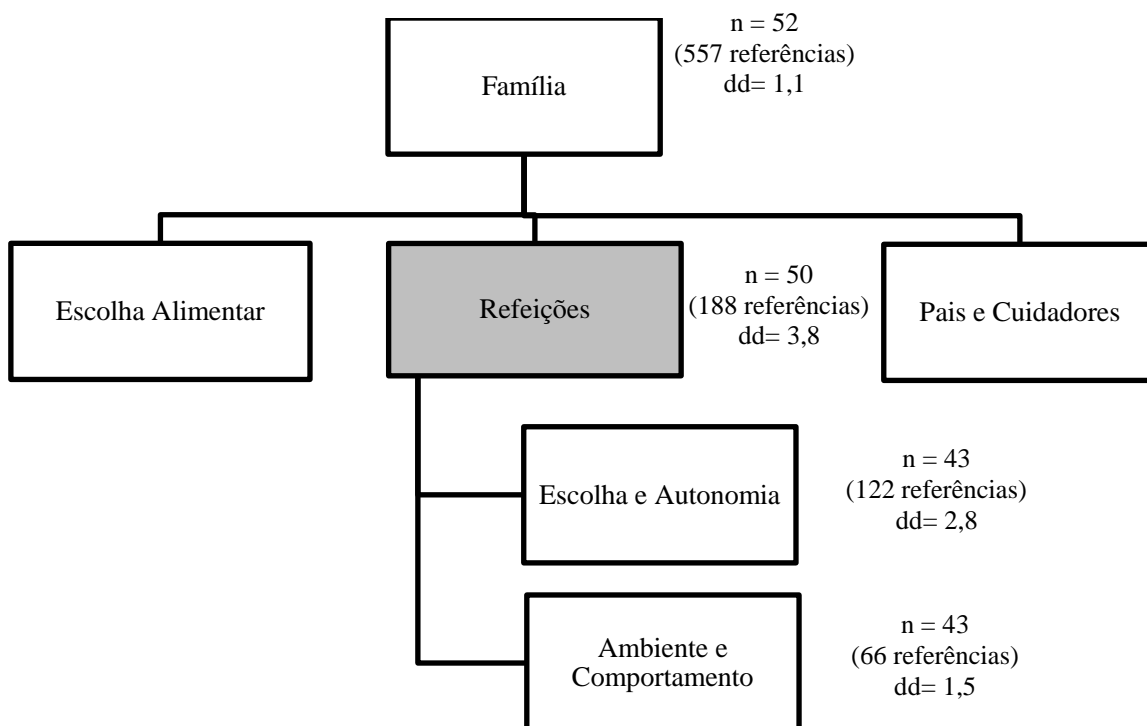 Família
n = 52
(557 referências)
dd= 1,1
Escolha Alimentar
Refeições
n = 50
(188 referências)
dd= 3,8
Pais e Cuidadores
Escolha e Autonomia
n = 43
(122 referências)
dd= 2,8
Ambiente e
Comportamento
n = 43
(66 referências)
dd= 1,5